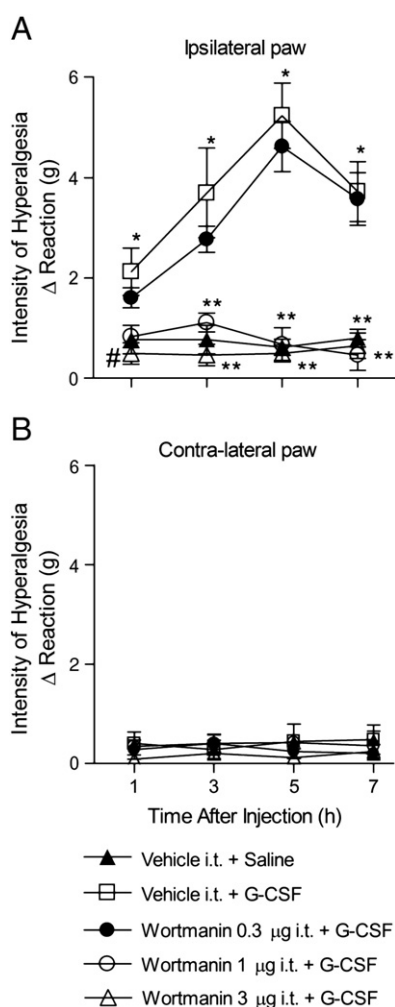 A
Ipsilateral paw
Intensity of Hyperalgesia
Δ Reaction (g)
6
4
2
0
*
*
*
*
**
**
**
#
**
**
**
B
Contra-lateral paw
Intensity of Hyperalgesia
Δ Reaction (g)
6
4
2
0
1 3 5 7
Time After Injection (h)
Vehicle i.t. + Saline
Vehicle i.t. + G-CSF
Wortmanin 0.3 μg i.t. + G-CSF
Wortmanin 1 μg i.t. + G-CSF
Wortmanin 3 μg i.t. + G-CSF